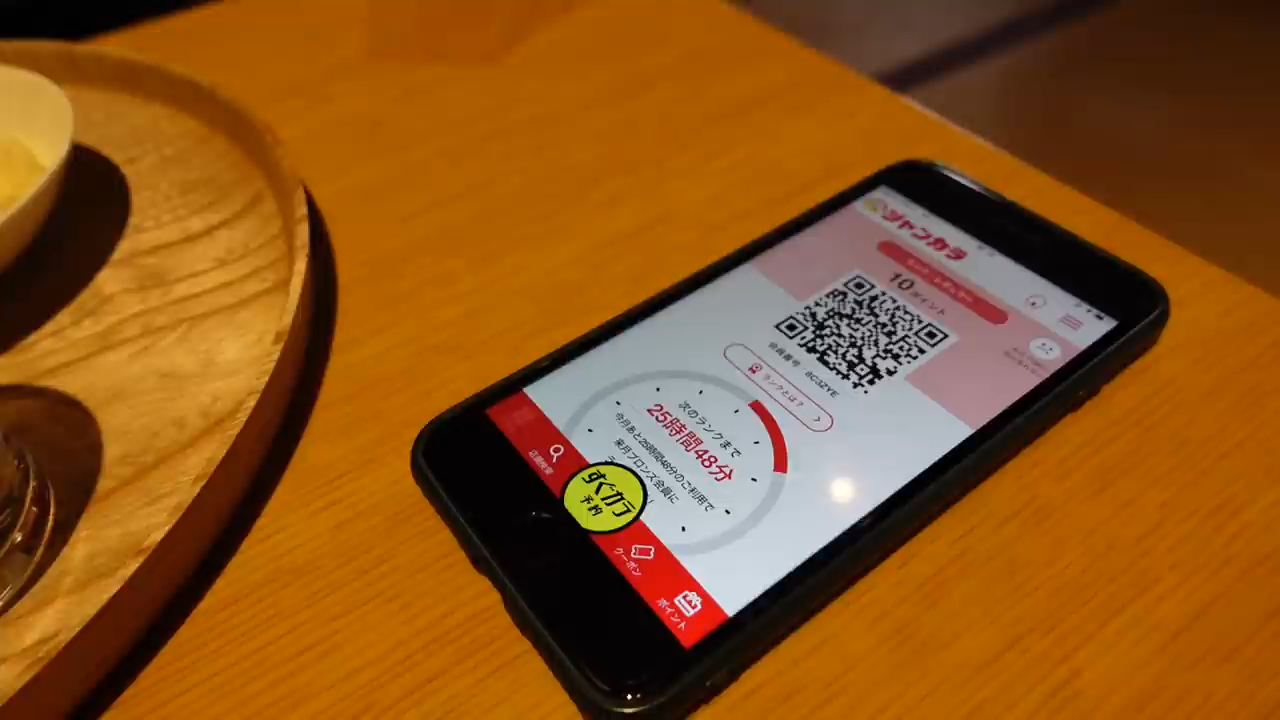 ジャンカラ
10ポイント
会員番号 8C3ZYE
ランクとは?
次のランクまで
25時間48分
今月あと25時間48分のご利用で
来月ブロンズ会員に
店舗検索
すぐカラ
予約
クーポン
ポイント